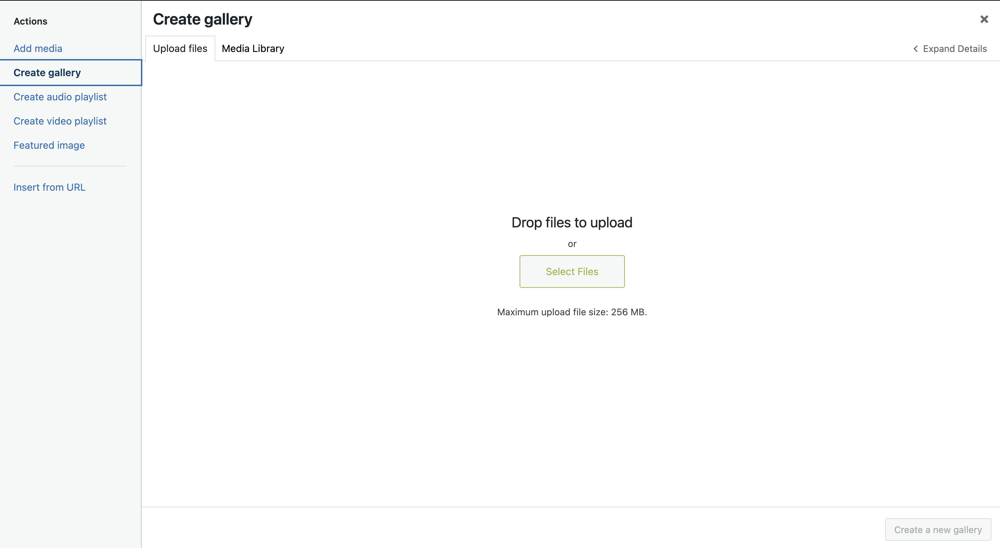 Actions
Add media
Create gallery
Create audio playlist
Create video playlist
Featured image
Insert from URL
Create gallery
Upload files
Media Library
Expand Details
Drop files to upload
or
Select Files
Maximum upload file size: 256 MB.
Create a new gallery